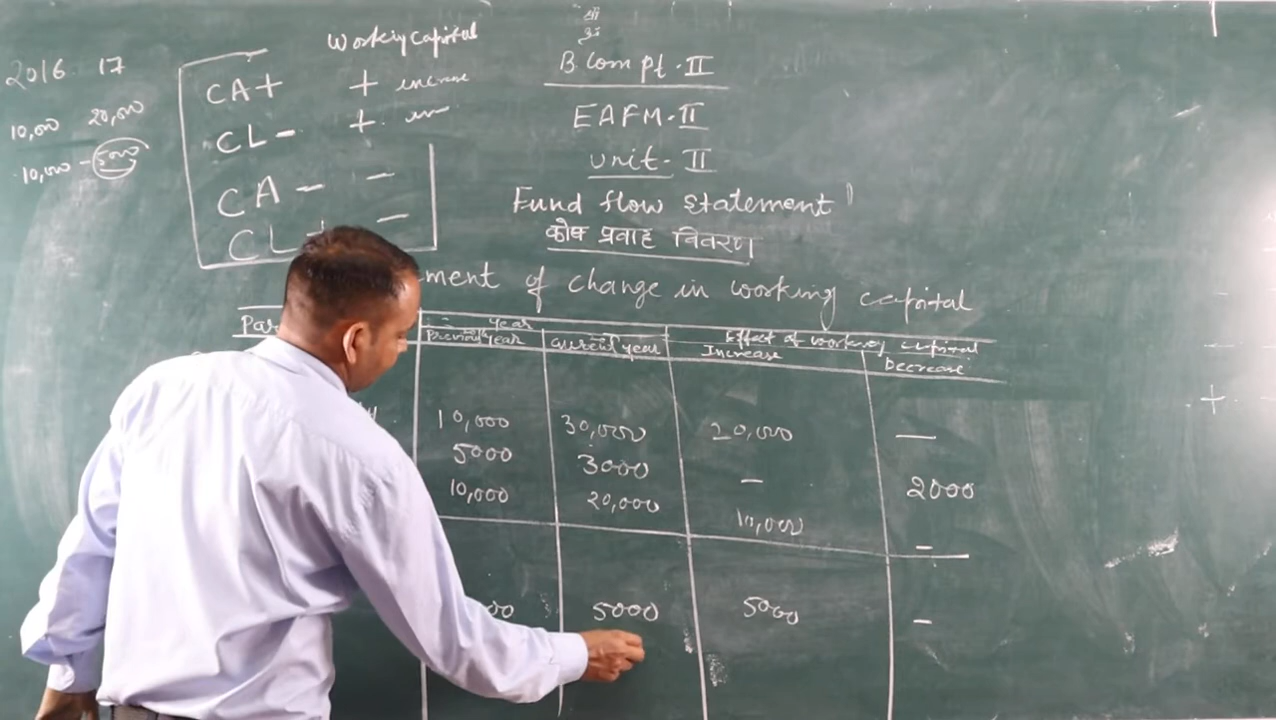 2016 17
10,000 20,000
10,000 - 5000
Working Capital
CA+ + increase
CL- +
CA- -
CL+ -
B. Com pt. II
EAFM-II
Unit-II
Fund flow statement
कोष प्रवाह विवरण
ment of change in working capital
Par
Year
Effect of working capital
Previous year Current year Increase Decrease
10,000 30,000 20,000 —
5000 3000 — 2000
10,000 20,000 10,000 —
00 5000 5000 —
+